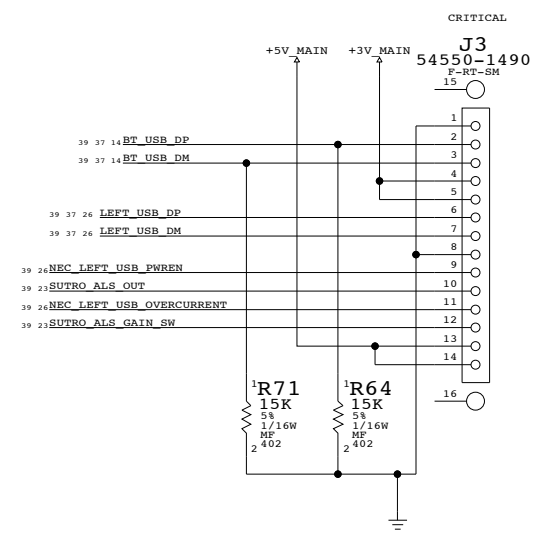 CRITICAL
J3
54550-1490
F-RT-SM
+5V_MAIN
+3V_MAIN
15
1
39 37 14 BT_USB_DP
2
39 37 14 BT_USB_DM
3
4
5
39 37 26 LEFT_USB_DP
6
39 37 26 LEFT_USB_DM
7
8
39 26 NEC_LEFT_USB_PWREN
9
39 23 SUTRO_ALS_OUT
10
39 26 NEC_LEFT_USB_OVERCURRENT
11
39 23 SUTRO_ALS_GAIN_SW
12
13
14
16
1
R71
15K
5%
1/16W
MF
402
2
1
R64
15K
5%
1/16W
MF
402
2